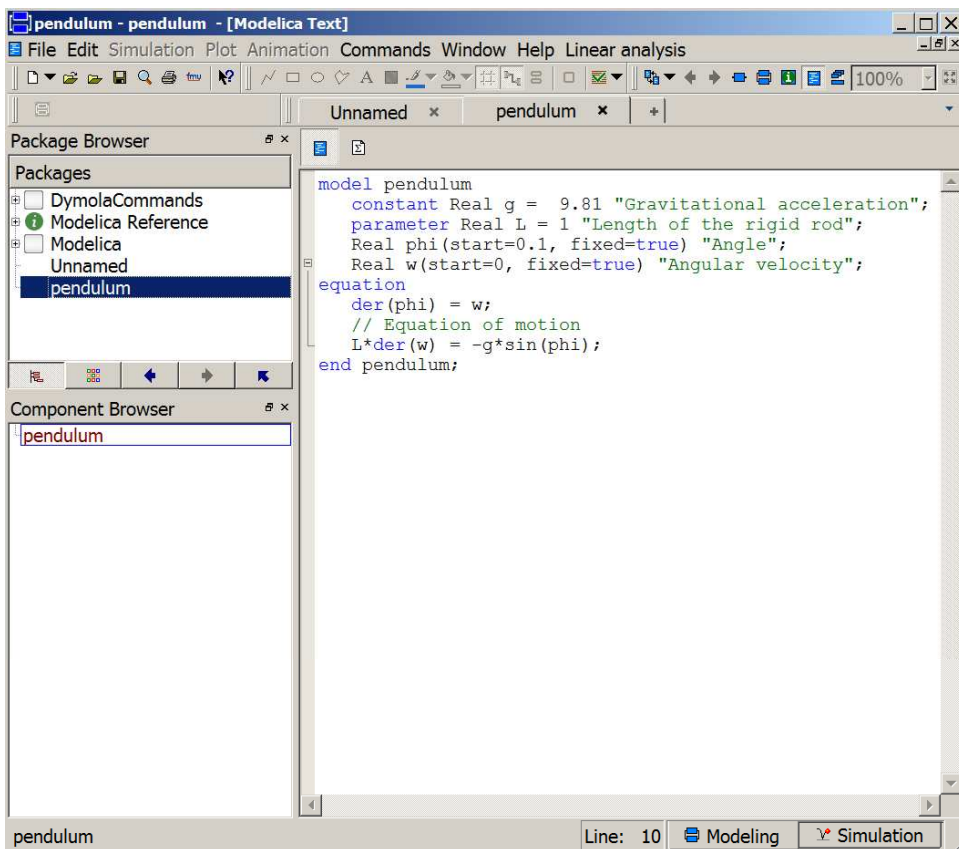 pendulum - pendulum - [Modelica Text]
File Edit Simulation Plot Animation Commands Window Help Linear analysis
100%
Unnamed pendulum
Package Browser
Packages
DymolaCommands
Modelica Reference
Modelica
Unnamed
pendulum
Component Browser
pendulum
model pendulum
constant Real g =  9.81 "Gravitational acceleration";
parameter Real L = 1 "Length of the rigid rod";
Real phi(start=0.1, fixed=true) "Angle";
Real w(start=0, fixed=true) "Angular velocity";
equation
der(phi) = w;
// Equation of motion
L*der(w) = -g*sin(phi);
end pendulum;
pendulum
Line: 10 Modeling Simulation